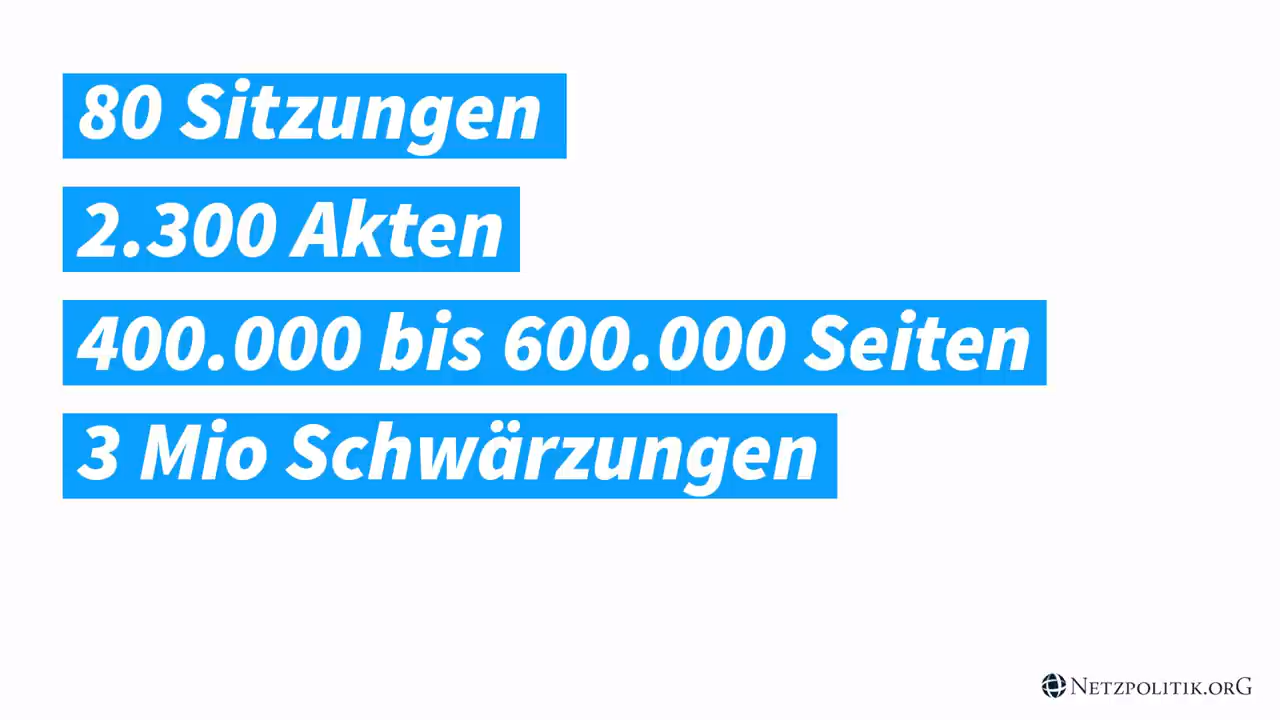 80 Sitzungen
2.300 Akten
400.000 bis 600.000 Seiten
3 Mio Schwärzungen
NETZPOLITIK.ORG